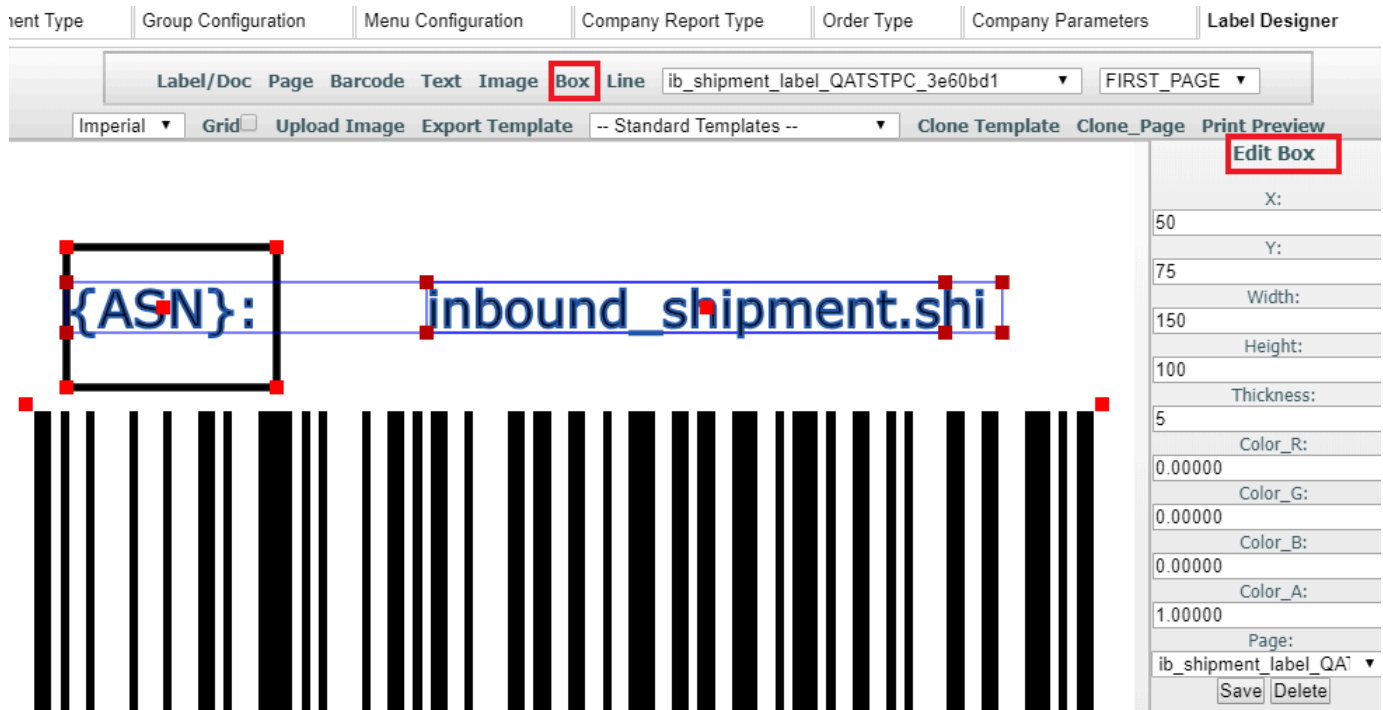 ent Type Group Configuration Menu Configuration Company Report Type Order Type Company Parameters Label Designer
Label/Doc Page Barcode Text Image Box Line ib_shipment_label_QATSTPC_3e60bd1 FIRST_PAGE
Imperial Grid Upload Image Export Template -- Standard Templates -- Clone Template Clone_Page Print Preview
Edit Box
X:
50
Y:
75
Width:
150
Height:
100
Thickness:
5
Color_R:
0.00000
Color_G:
0.00000
Color_B:
0.00000
Color_A:
1.00000
Page:
ib_shipment_label_QAT
Save Delete
{ASN}: inbound_shipment.shi